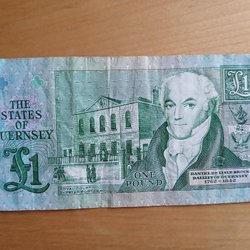 THE
STATES OF
GUERNSEY
£1
£1
ONE
POUND
DANIEL DE LISLE BROCK
BAILIFF OF GUERNSEY
1762-1842